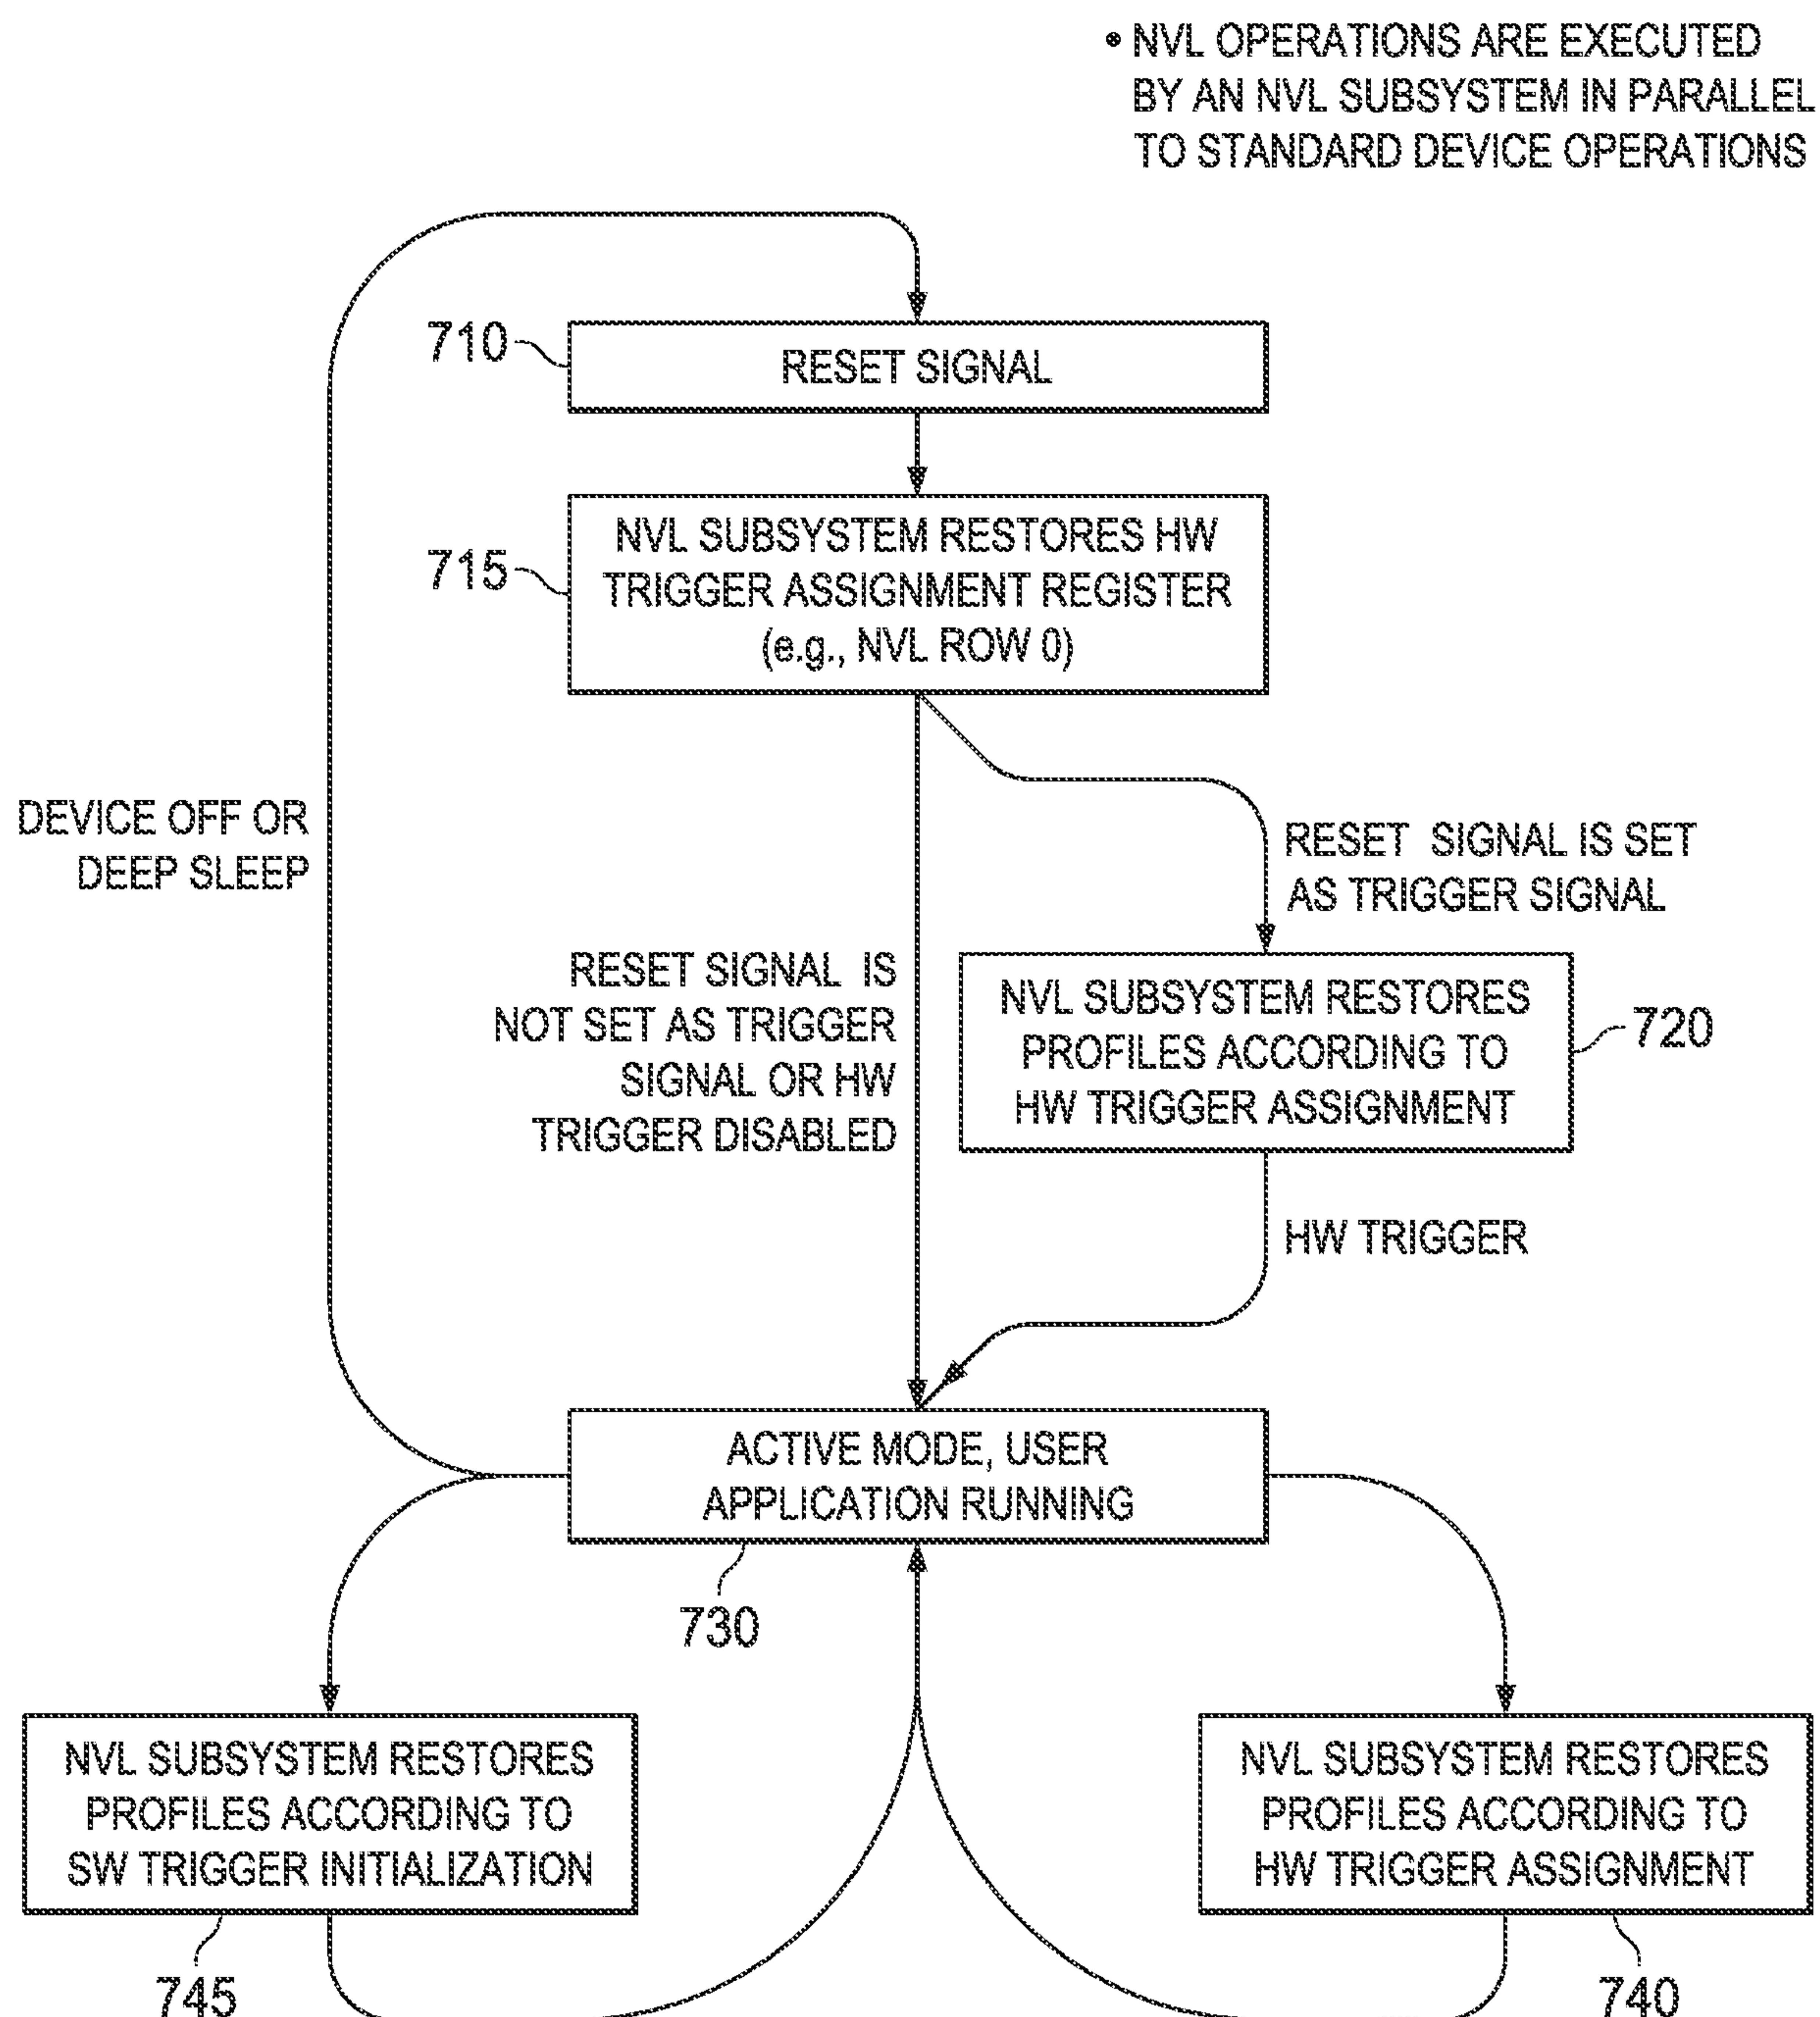 • NVL OPERATIONS ARE EXECUTED
BY AN NVL SUBSYSTEM IN PARALLEL
TO STANDARD DEVICE OPERATIONS
710
RESET SIGNAL
715
NVL SUBSYSTEM RESTORES HW
TRIGGER ASSIGNMENT REGISTER
(e.g., NVL ROW 0)
DEVICE OFF OR
DEEP SLEEP
RESET SIGNAL IS SET
AS TRIGGER SIGNAL
RESET SIGNAL IS
NOT SET AS TRIGGER
SIGNAL OR HW
TRIGGER DISABLED
NVL SUBSYSTEM RESTORES
PROFILES ACCORDING TO
HW TRIGGER ASSIGNMENT
720
HW TRIGGER
ACTIVE MODE, USER
APPLICATION RUNNING
730
NVL SUBSYSTEM RESTORES
PROFILES ACCORDING TO
SW TRIGGER INITIALIZATION
745
NVL SUBSYSTEM RESTORES
PROFILES ACCORDING TO
HW TRIGGER ASSIGNMENT
740